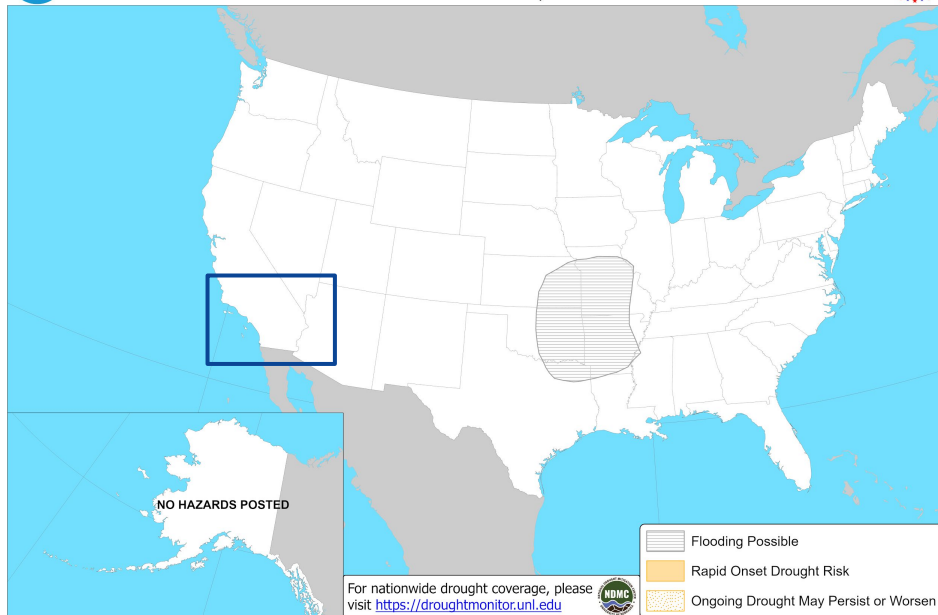 NO HAZARDS POSTED
For nationwide drought coverage, please
visit https://droughtmonitor.unl.edu
NDMC
Flooding Possible
Rapid Onset Drought Risk
Ongoing Drought May Persist or Worsen